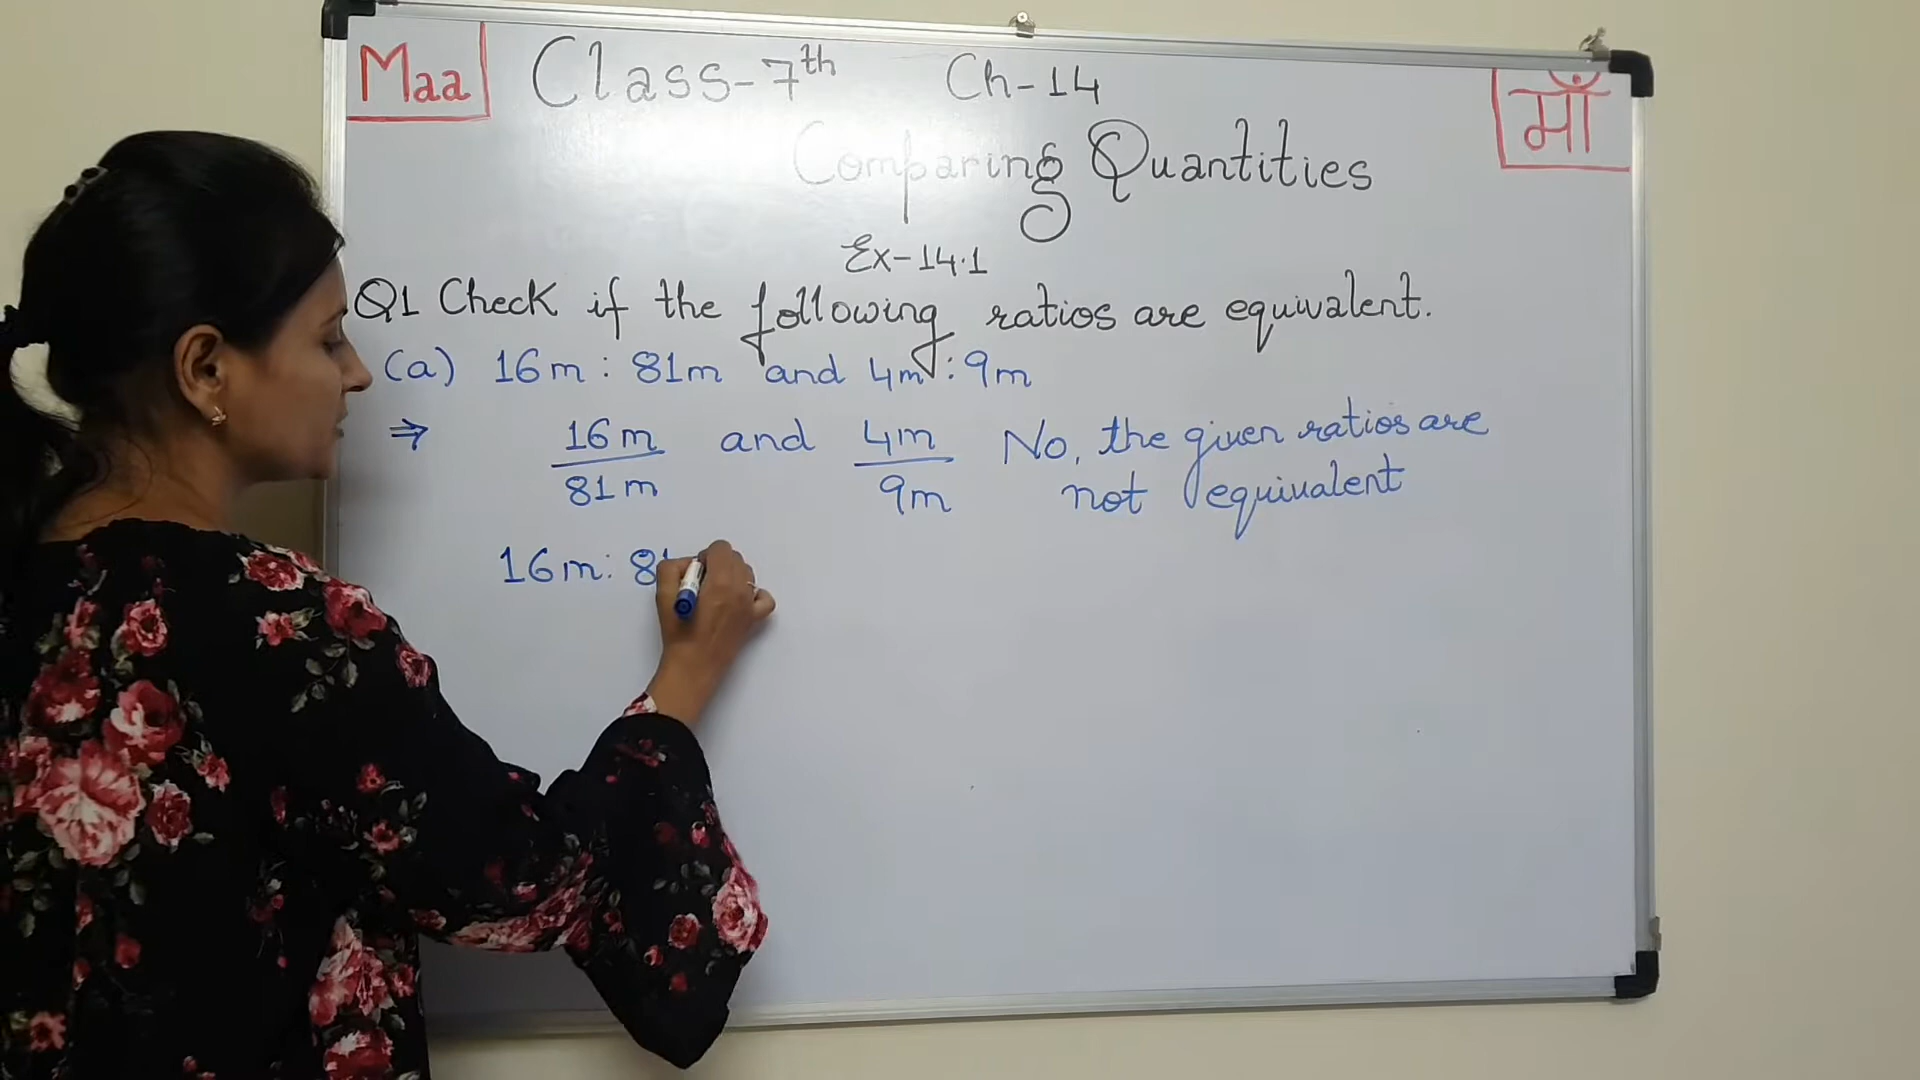 Maa Class-7th Ch-14 माँ
Comparing Quantities
Ex-14.1
Q1 Check if the following ratios are equivalent.
(a) 16m : 81m and 4m : 9m
⇒ 16m/81m and 4m/9m No, the given ratios are
not equivalent
16m : 81